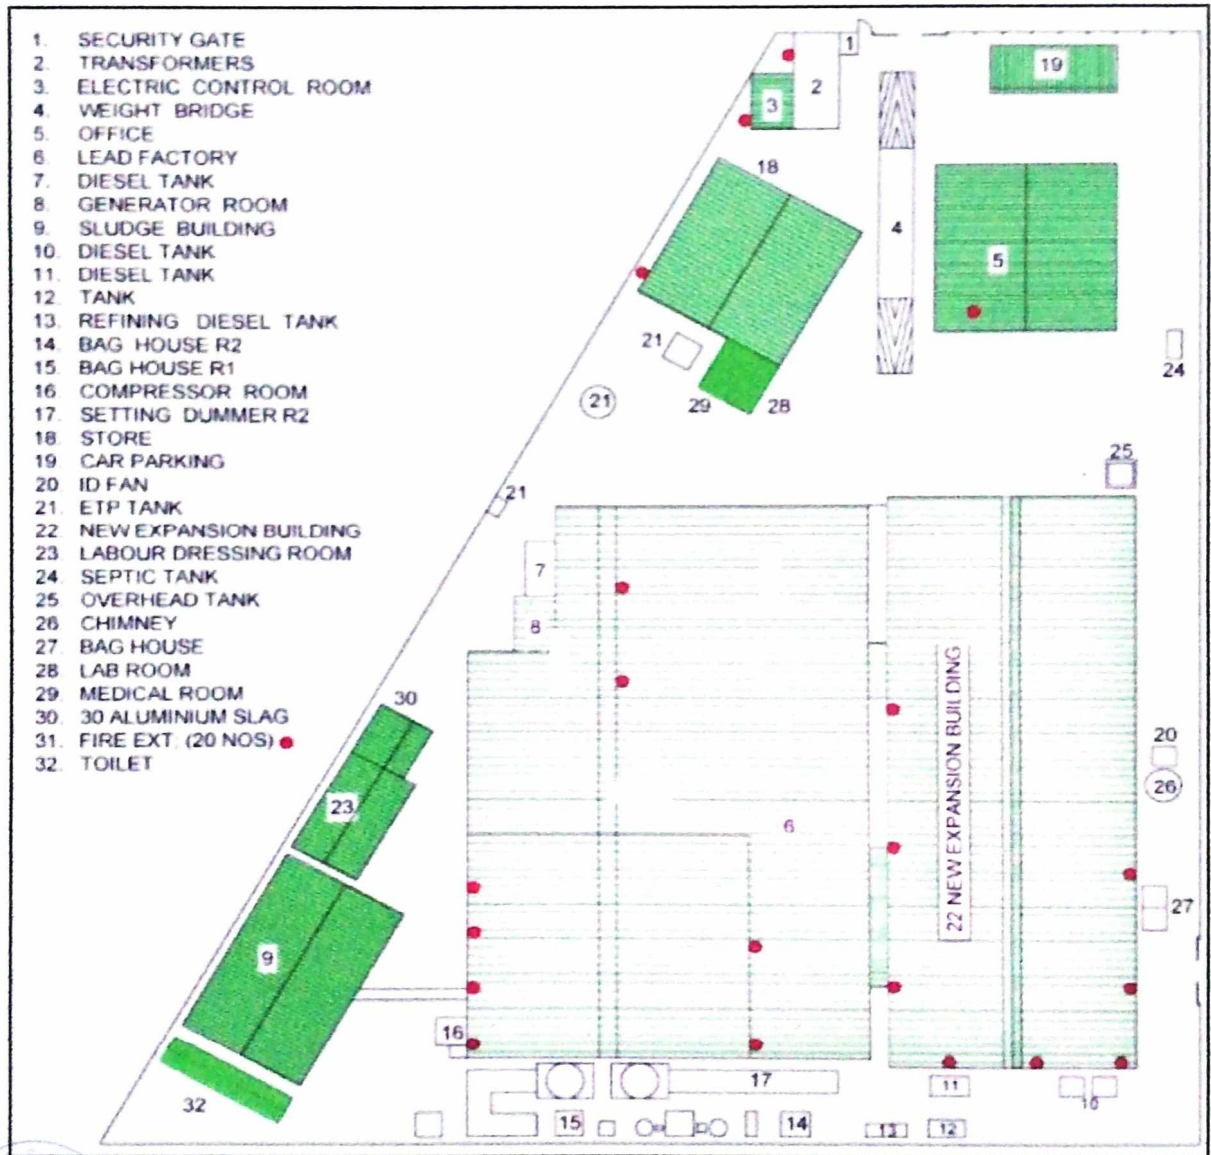 1. SECURITY GATE
2. TRANSFORMERS
3. ELECTRIC CONTROL ROOM
4. WEIGHT BRIDGE
5. OFFICE
6. LEAD FACTORY
7. DIESEL TANK
8. GENERATOR ROOM
9. SLUDGE BUILDING
10. DIESEL TANK
11. DIESEL TANK
12. TANK
13. REFINING DIESEL TANK
14. BAG HOUSE R2
15. BAG HOUSE R1
16. COMPRESSOR ROOM
17. SETTING DUMMER R2
18. STORE
19. CAR PARKING
20. ID FAN
21. ETP TANK
22. NEW EXPANSION BUILDING
23. LABOUR DRESSING ROOM
24. SEPTIC TANK
25. OVERHEAD TANK
26. CHIMNEY
27. BAG HOUSE
28. LAB ROOM
29. MEDICAL ROOM
30. 30 ALUMINIUM SLAG
31. FIRE EXT. (20 NOS)
32. TOILET
1
19
2
3
18
4
5
21
24
21
29 28
25
21
7
8
22 NEW EXPANSION BUILDING
30
20
26
23
6
27
9
16
17
11
10
32
15
14
13
12